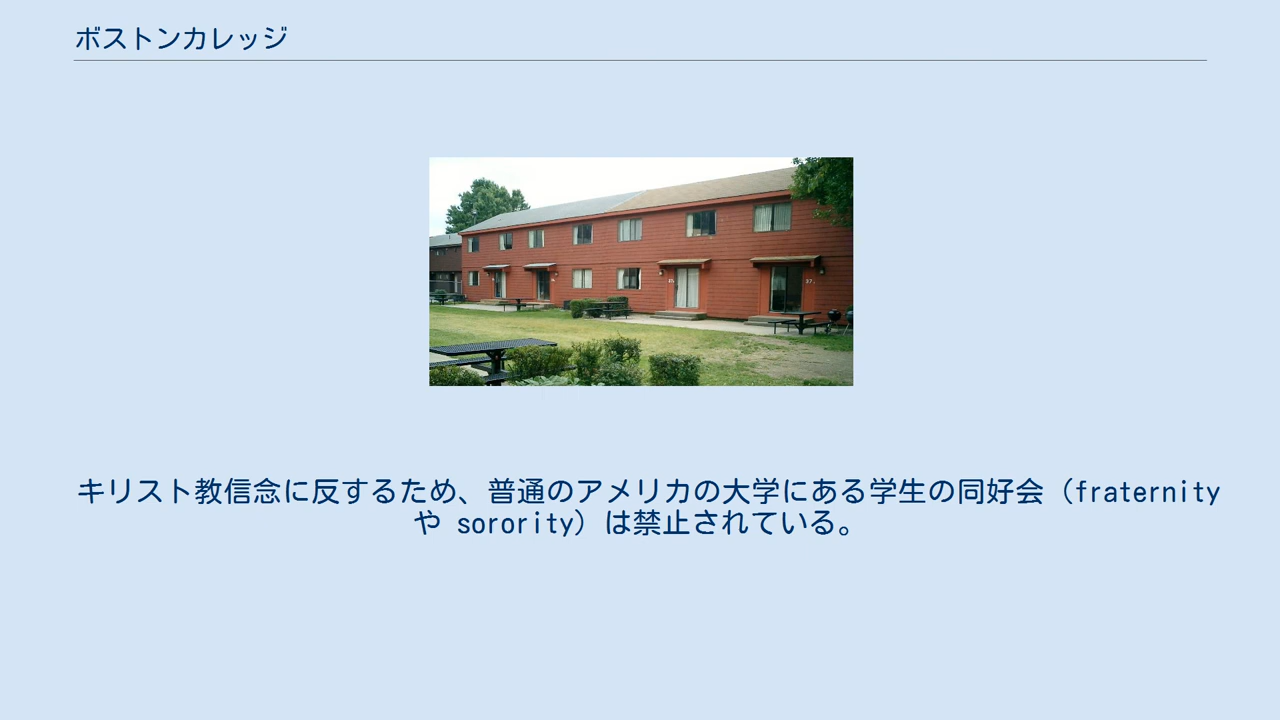 ボストンカレッジ
キリスト教信念に反するため、普通のアメリカの大学にある学生の同好会（fraternity
や sorority）は禁止されている。